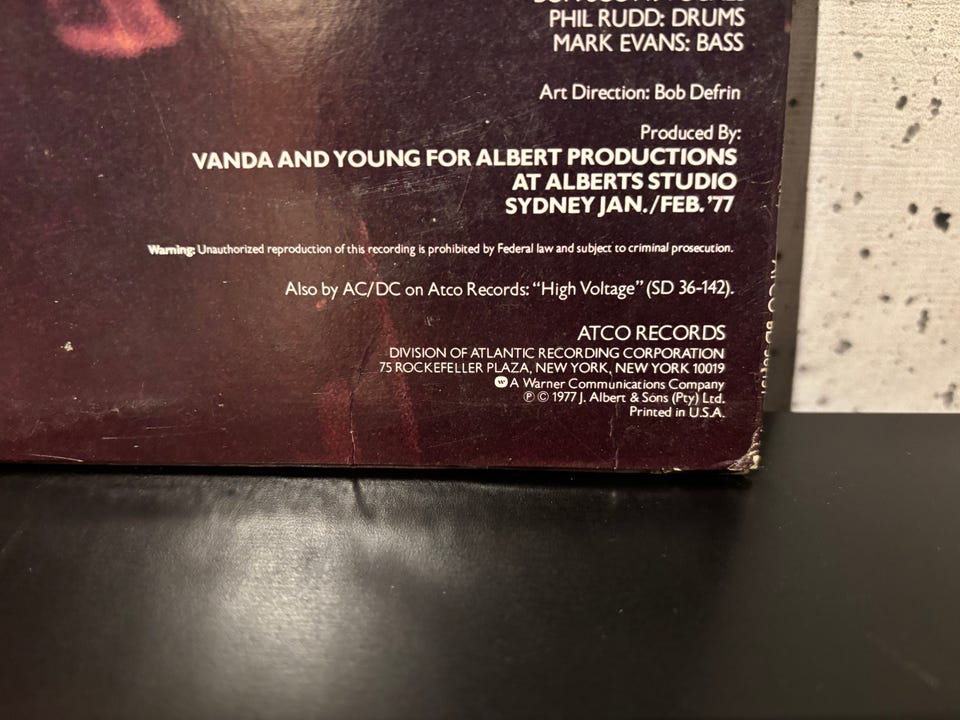 PHIL RUDD: DRUMS
MARK EVANS: BASS
Art Direction: Bob Defrin
Produced By:
VANDA AND YOUNG FOR ALBERT PRODUCTIONS
AT ALBERTS STUDIO
SYDNEY JAN./FEB. '77
Warning: Unauthorized reproduction of this recording is prohibited by Federal law and subject to criminal prosecution.
Also by AC/DC on Atco Records: "High Voltage" (SD 36-142).
ATCO RECORDS
DIVISION OF ATLANTIC RECORDING CORPORATION
75 ROCKEFELLER PLAZA, NEW YORK, NEW YORK 10019
A Warner Communications Company
℗ © 1977 J. Albert & Sons (Pty) Ltd.
Printed in U.S.A.
ATCO